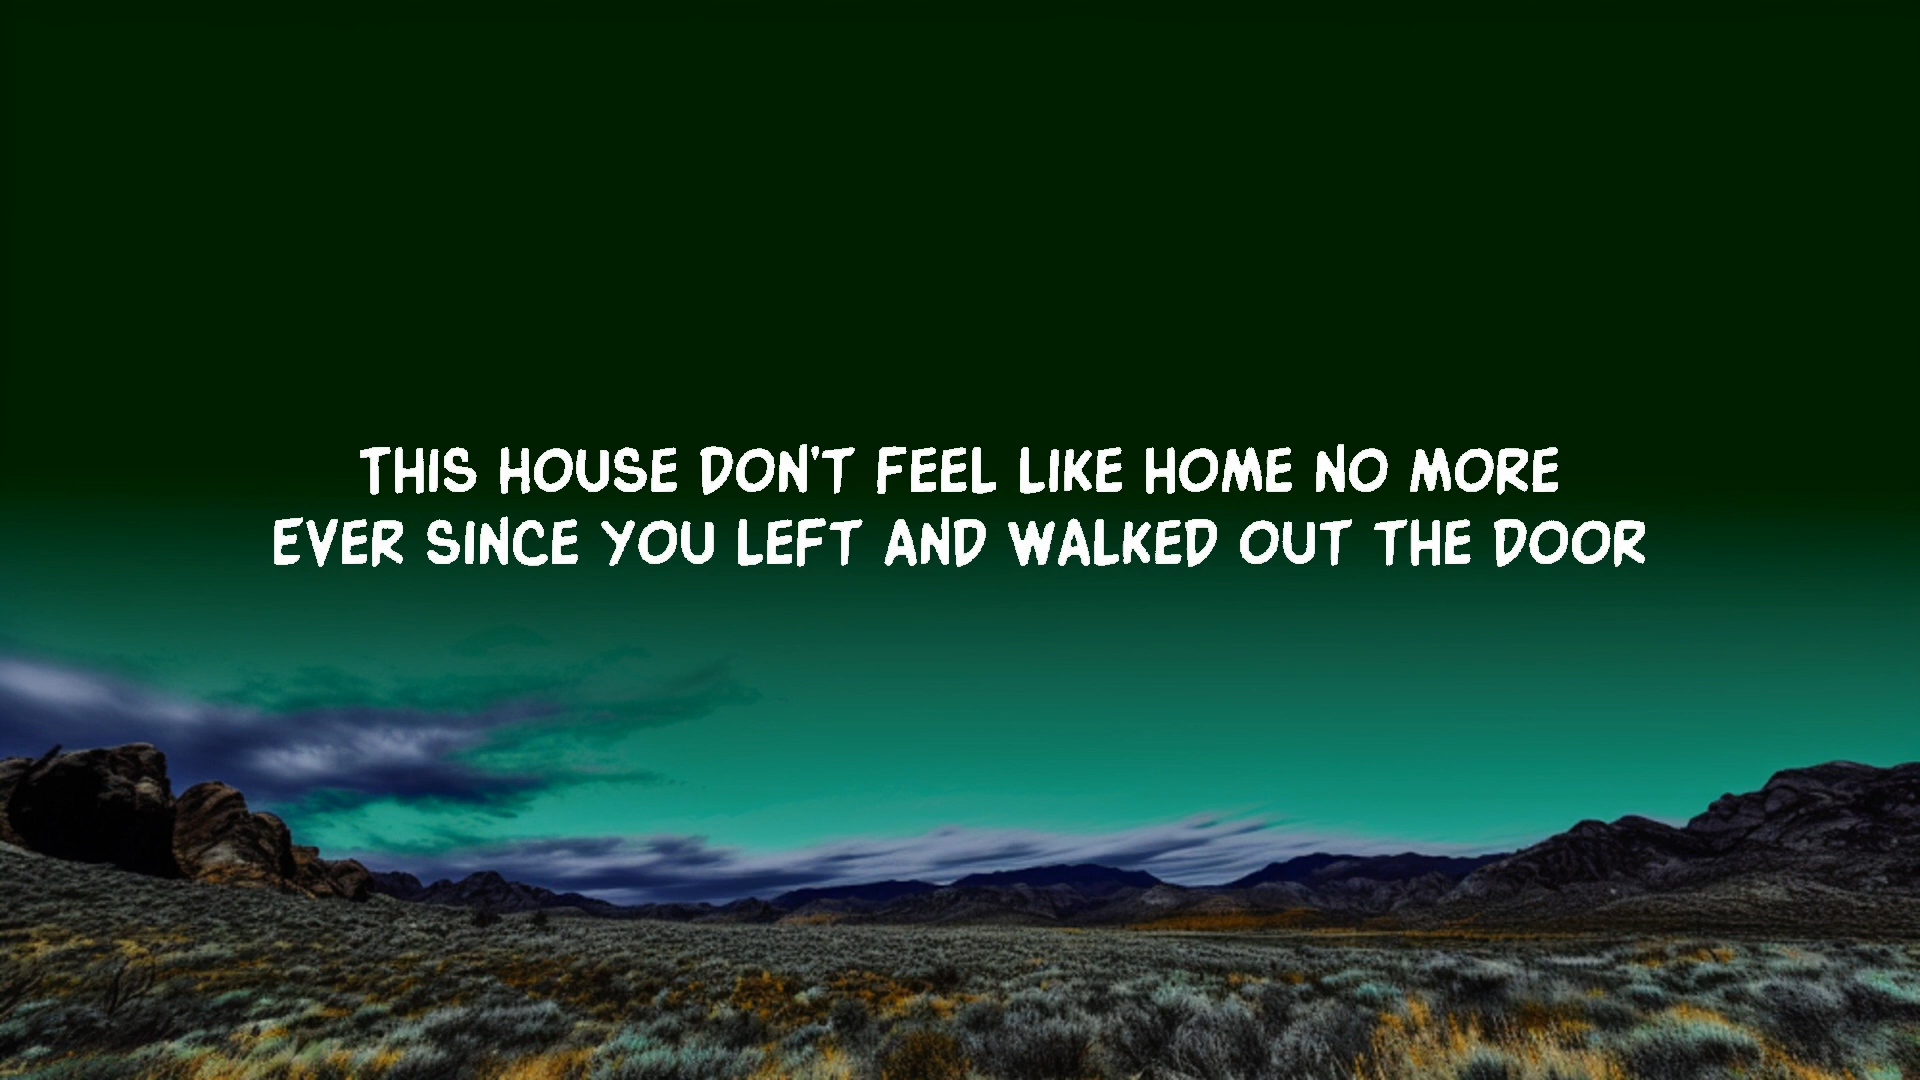 THIS HOUSE DON'T FEEL LIKE HOME NO MORE
EVER SINCE YOU LEFT AND WALKED OUT THE DOOR